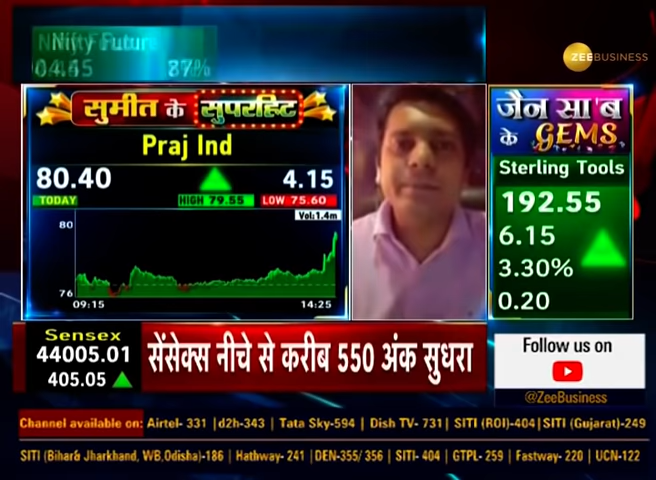 Nifty Future
87%
ZEEBUSINESS
सुमीत के सुपरहिट
Praj Ind
80.40 4.15
TODAY HIGH 79.55 LOW 75.60
Vol:1.4m
80
76
09:15 14:25
जैन सा'ब
के GEMS
Sterling Tools
192.55
6.15
3.30%
0.20
Sensex
44005.01
405.05
सेंसेक्स नीचे से करीब 550 अंक सुधरा
Follow us on
@ZeeBusiness
Channel available on: Airtel- 331 |d2h-343 | Tata Sky-594 | Dish TV- 731| SITI (ROI)-404|SITI (Gujarat)-249
SITI (Bihar& Jharkhand, WB,Odisha)-186 | Hathway- 241 |DEN-355/ 356 | SITI- 404 | GTPL- 259 | Fastway- 220 | UCN-122